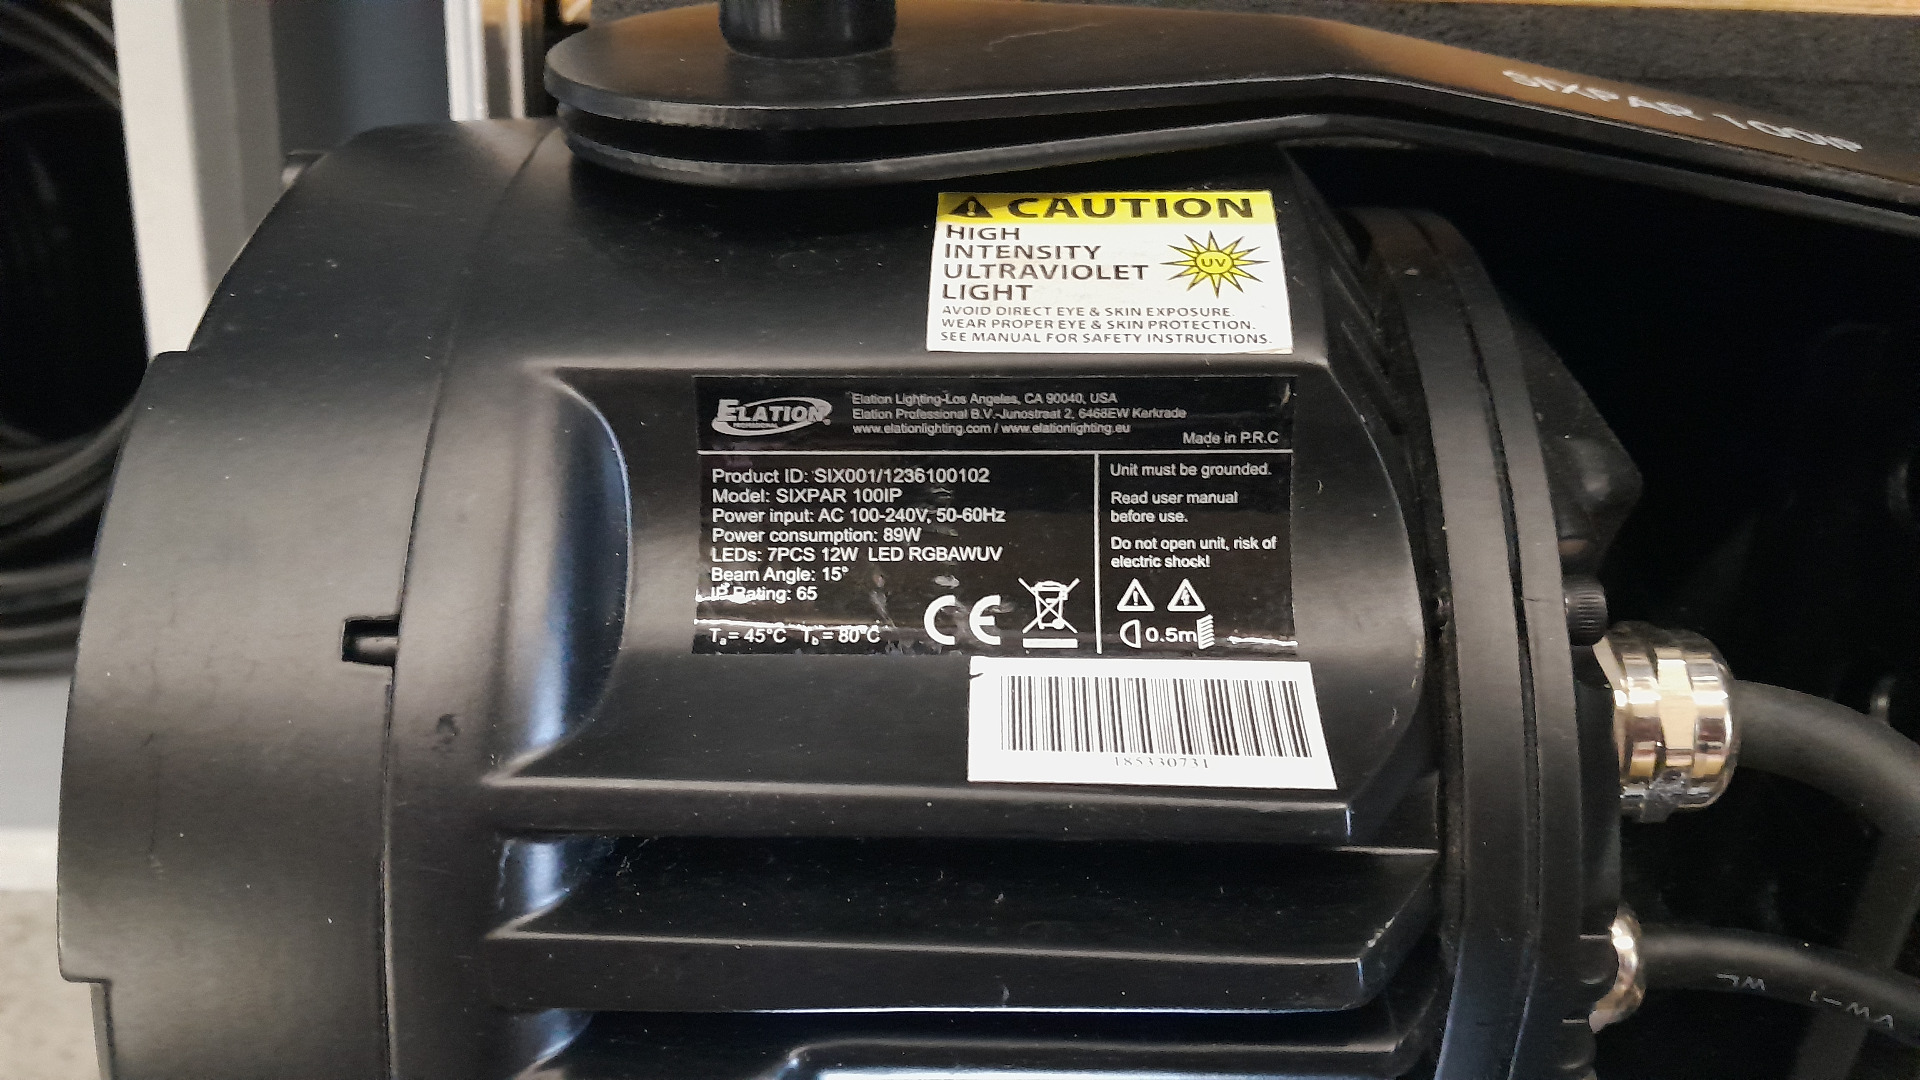 SIXPAR 100IP
CAUTION
HIGH
INTENSITY
ULTRAVIOLET
LIGHT
UV
AVOID DIRECT EYE & SKIN EXPOSURE.
WEAR PROPER EYE & SKIN PROTECTION.
SEE MANUAL FOR SAFETY INSTRUCTIONS.
ELATION®
PROFESSIONAL
Elation Lighting-Los Angeles, CA 90040, USA
Elation Professional B.V.-Junostraat 2, 6468EW Kerkrade
www.elationlighting.com / www.elationlighting.eu
Made in P.R.C
Product ID: SIX001/1236100102
Model: SIXPAR 100IP
Power input: AC 100-240V, 50-60Hz
Power consumption: 89W
LEDs: 7PCS 12W LED RGBAWUV
Beam Angle: 15°
IP Rating: 65
Ta= 45°C Tb= 80°C
CE
Unit must be grounded.
Read user manual
before use.
Do not open unit, risk of
electric shock!
0.5m
185330731